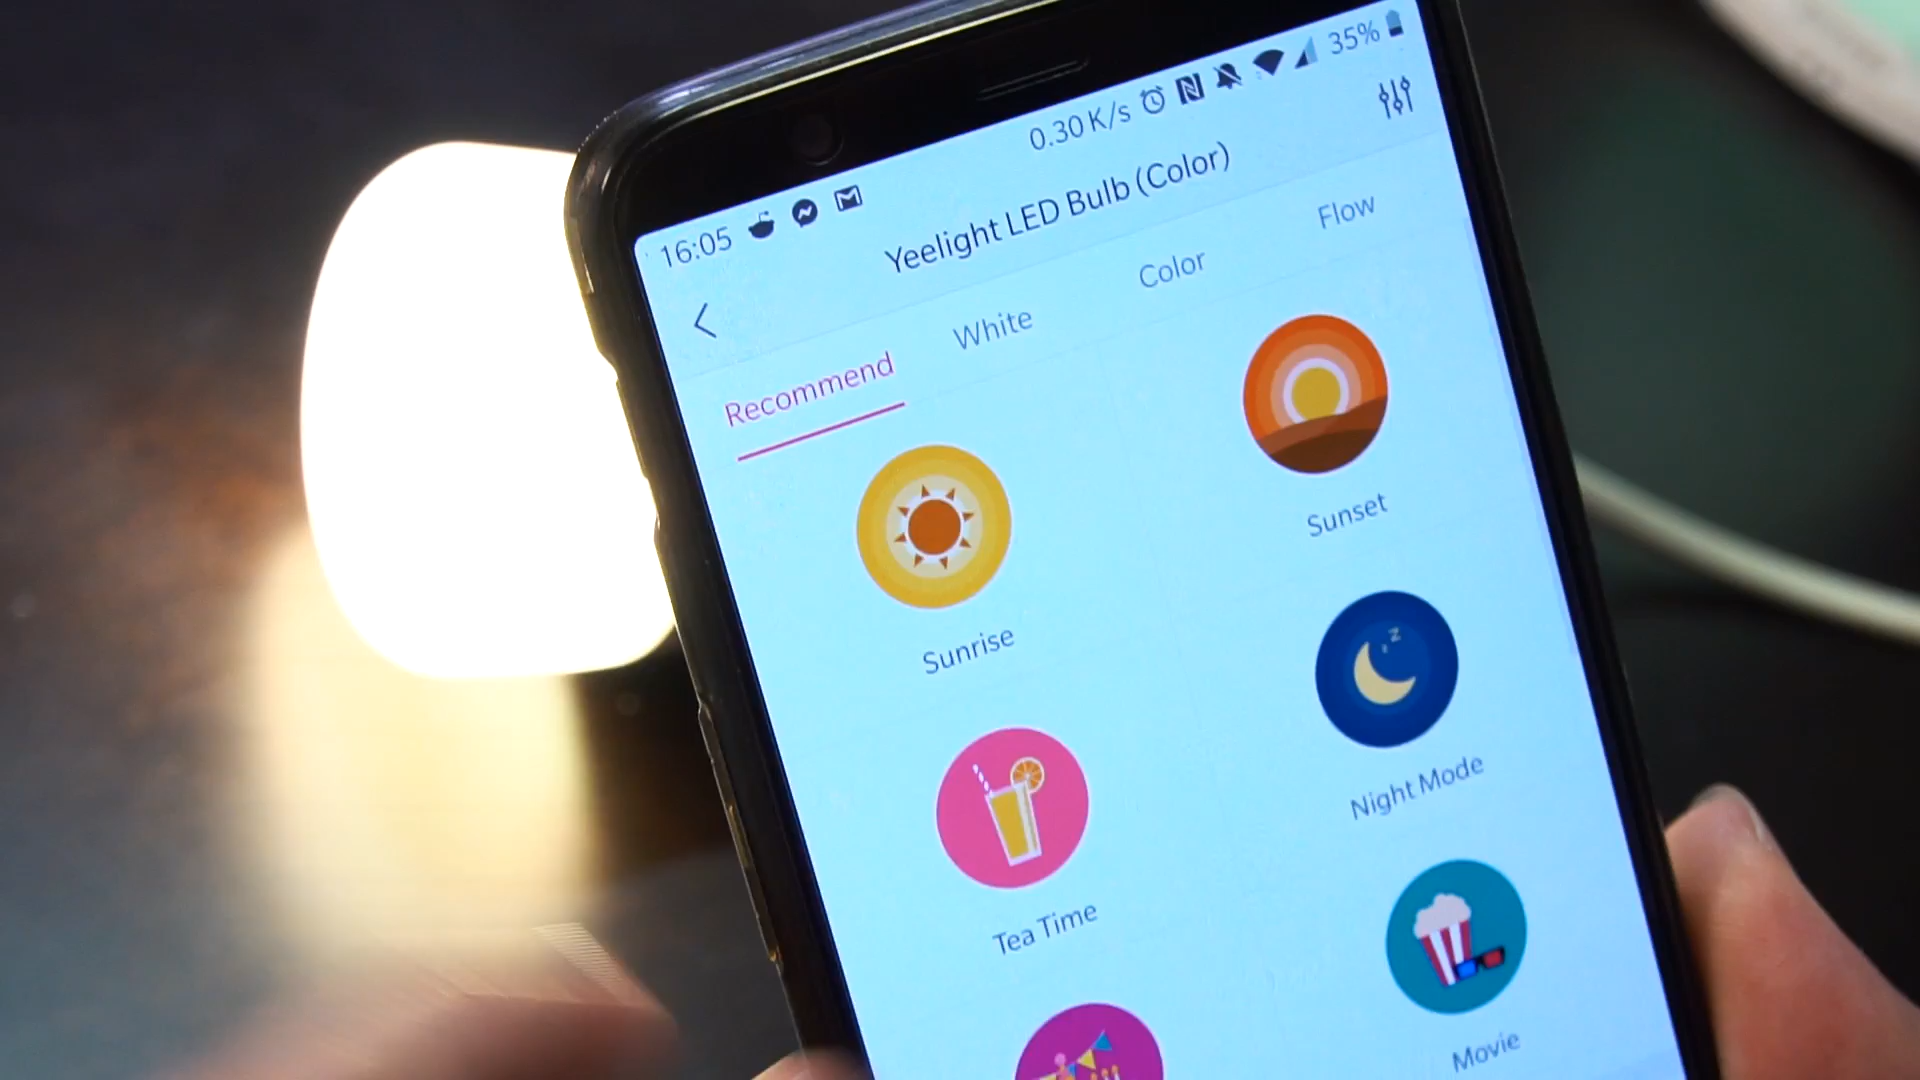 16:05 0.30 K/s 35%
Yeelight LED Bulb (Color)
Recommend White Color Flow
Sunrise Sunset
Tea Time Night Mode
Movie